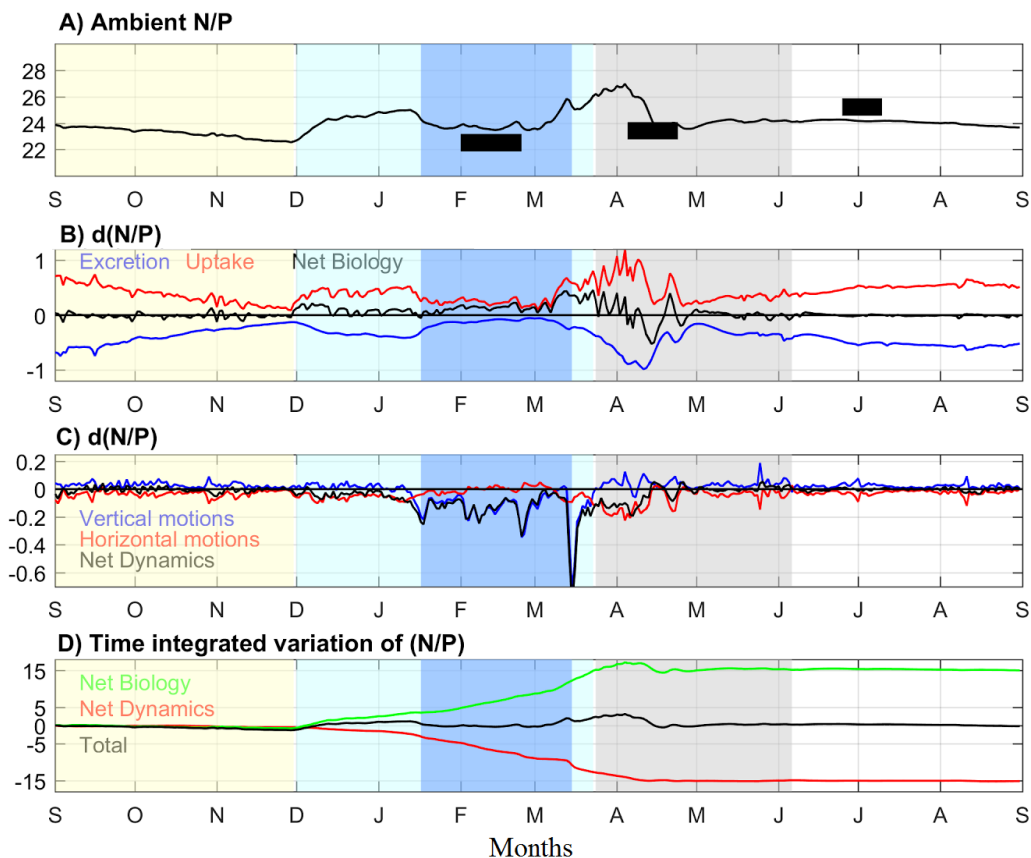 A) Ambient N/P
28
26
24
22
S O N D J F M A M J J A S
B) d(N/P)
Excretion Uptake Net Biology
1
0
-1
S O N D J F M A M J J A S
C) d(N/P)
0.2
0
-0.2
-0.4
-0.6
Vertical motions
Horizontal motions
Net Dynamics
S O N D J F M A M J J A S
D) Time integrated variation of (N/P)
15
5
0
-5
-15
Net Biology
Net Dynamics
Total
S O N D J F M A M J J A S
Months